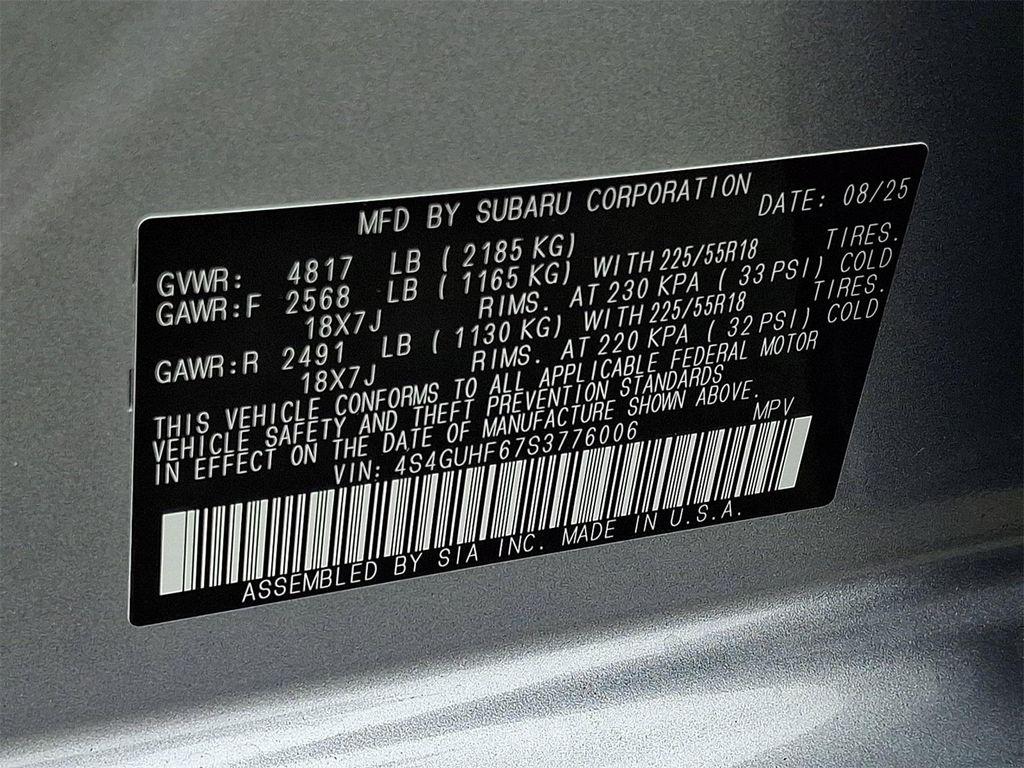 MFD BY SUBARU CORPORATION DATE: 08/25
GVWR: 4817 LB ( 2185 KG)
GAWR:F 2568 LB ( 1165 KG) WITH 225/55R18 TIRES.
18X7J RIMS. AT 230 KPA ( 33 PSI) COLD
GAWR:R 2491 LB ( 1130 KG) WITH 225/55R18 TIRES.
18X7J RIMS. AT 220 KPA ( 32 PSI) COLD
THIS VEHICLE CONFORMS TO ALL APPLICABLE FEDERAL MOTOR
VEHICLE SAFETY AND THEFT PREVENTION STANDARDS
IN EFFECT ON THE DATE OF MANUFACTURE SHOWN ABOVE.
VIN: 4S4GUHF67S3776006 MPV
ASSEMBLED BY SIA INC. MADE IN U.S.A.